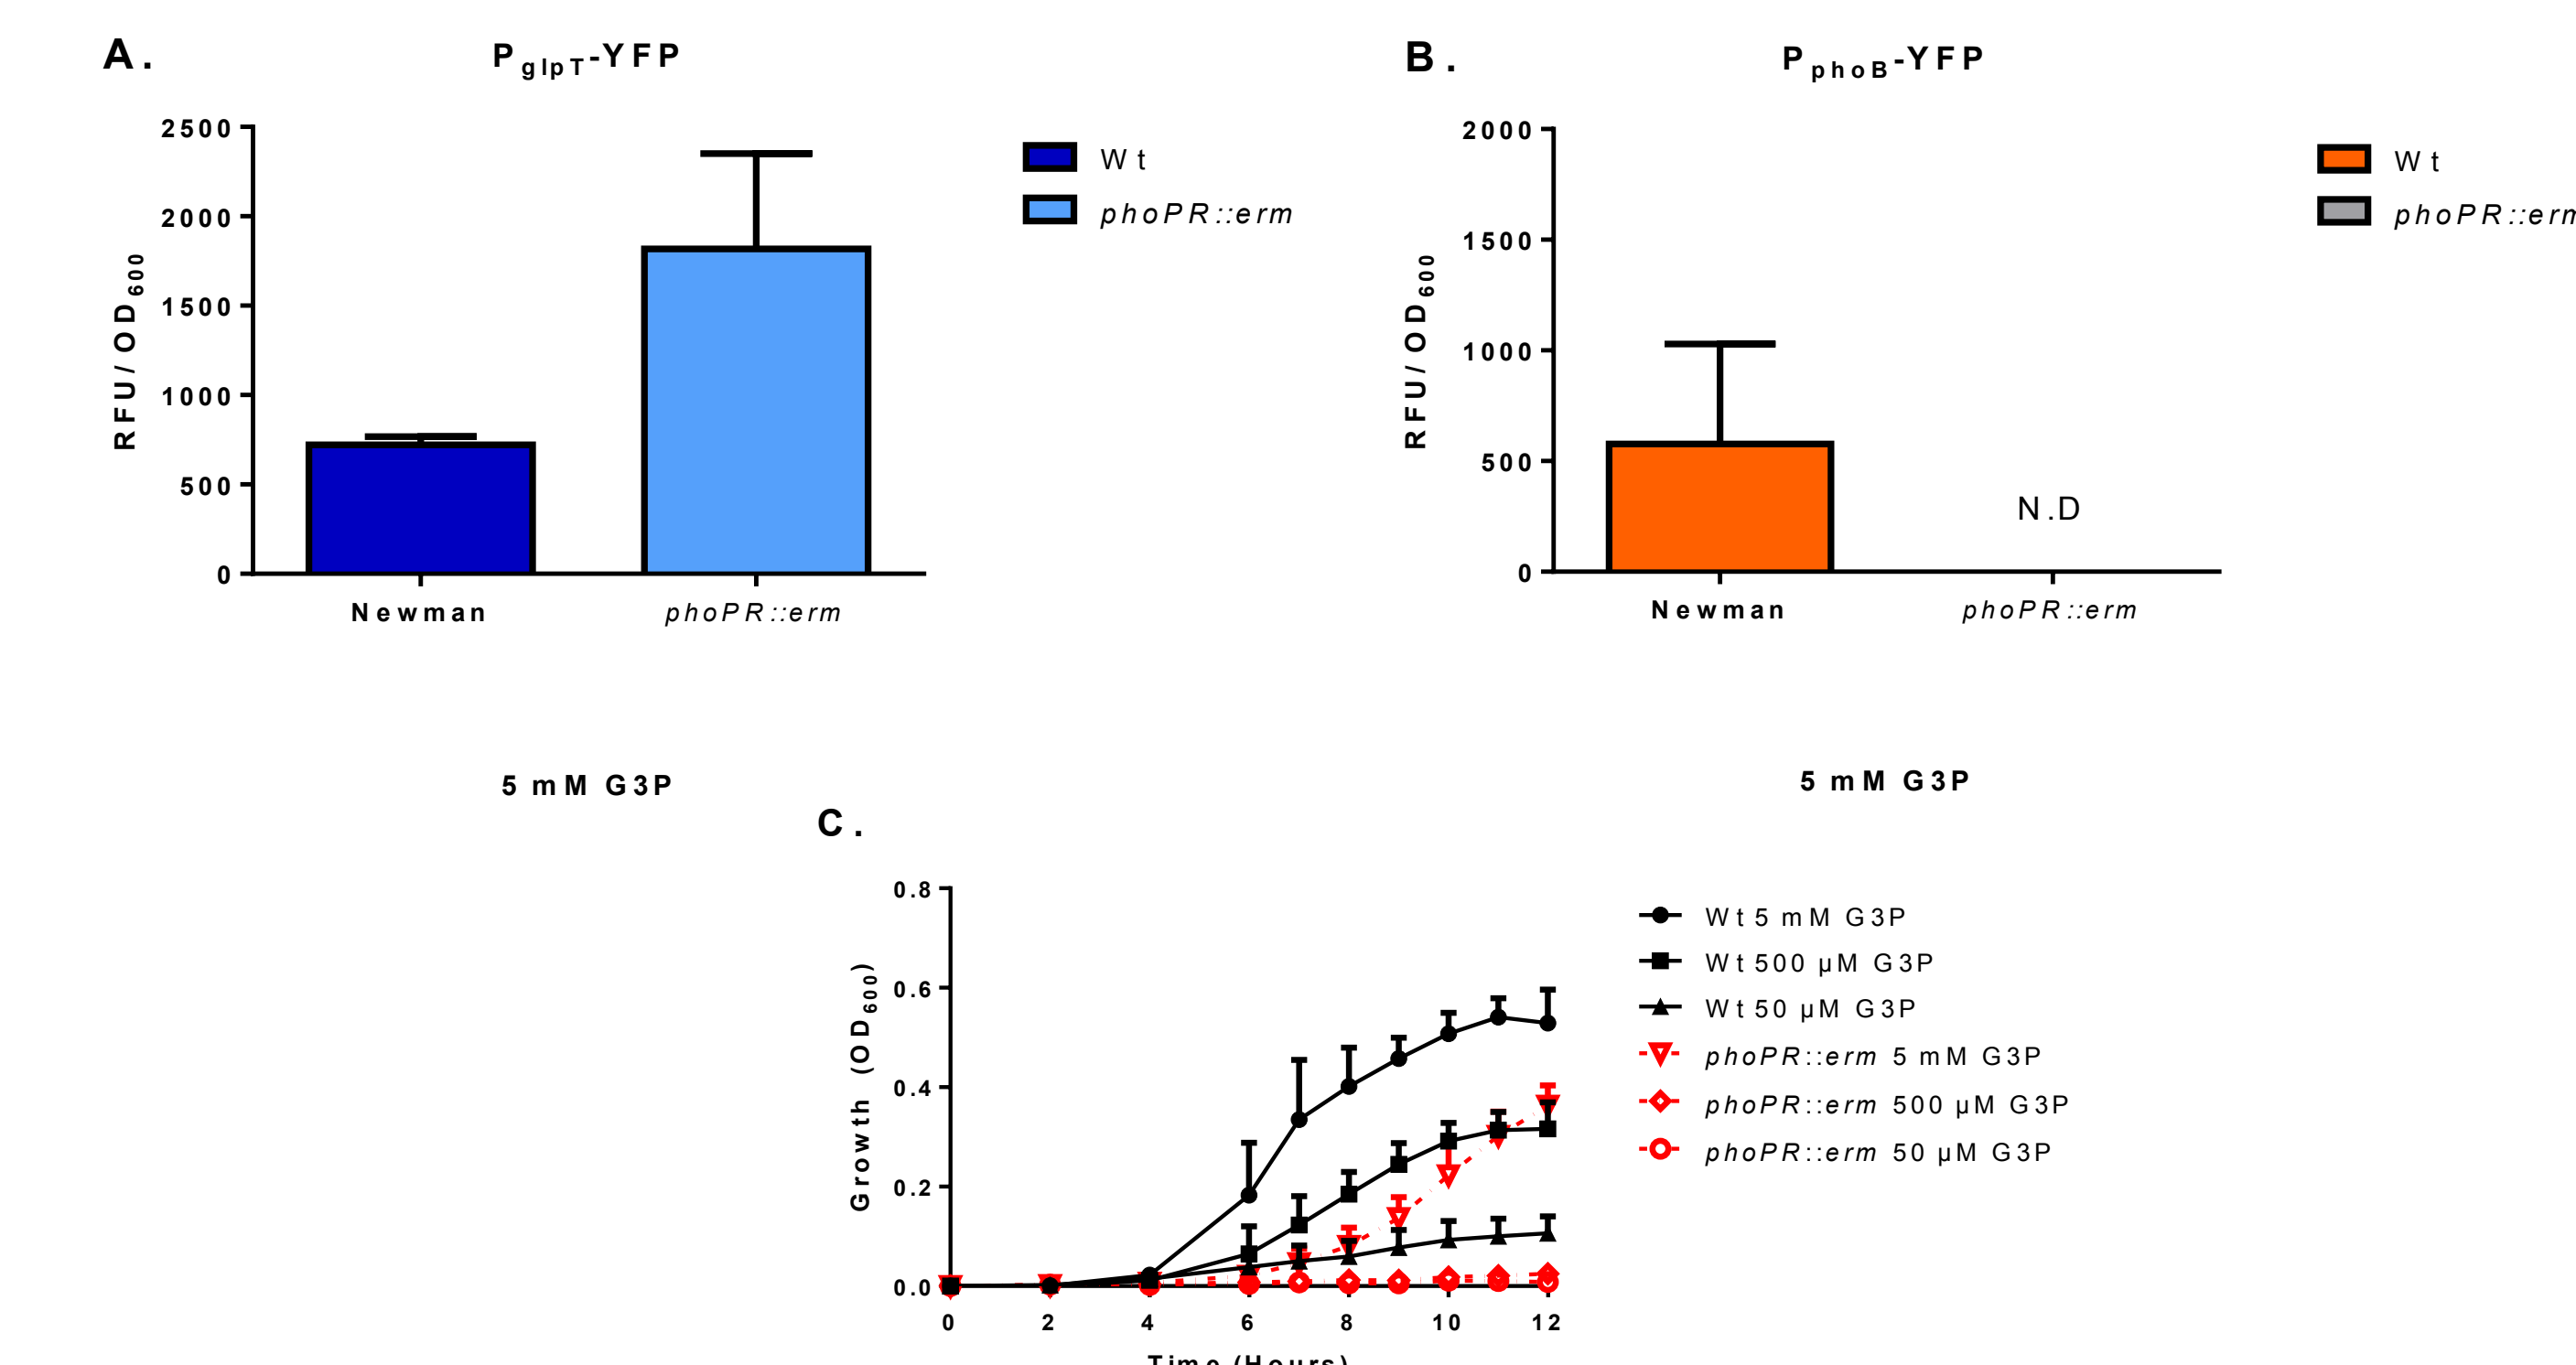 A.
PglpT-YFP
2500
2000
1500
1000
500
0
RFU/OD600
Newman
phoPR::erm
Wt
phoPR::erm
5 mM G3P
B.
PphoB-YFP
2000
1500
1000
500
0
RFU/OD600
N.D
Newman
phoPR::erm
Wt
phoPR::erm
5 mM G3P
C.
0.8
0.6
0.4
0.2
0.0
Growth (OD600)
0 2 4 6 8 10 12
Time (Hours)
Wt 5 mM G3P
Wt 500 µM G3P
Wt 50 µM G3P
phoPR::erm 5 mM G3P
phoPR::erm 500 µM G3P
phoPR::erm 50 µM G3P